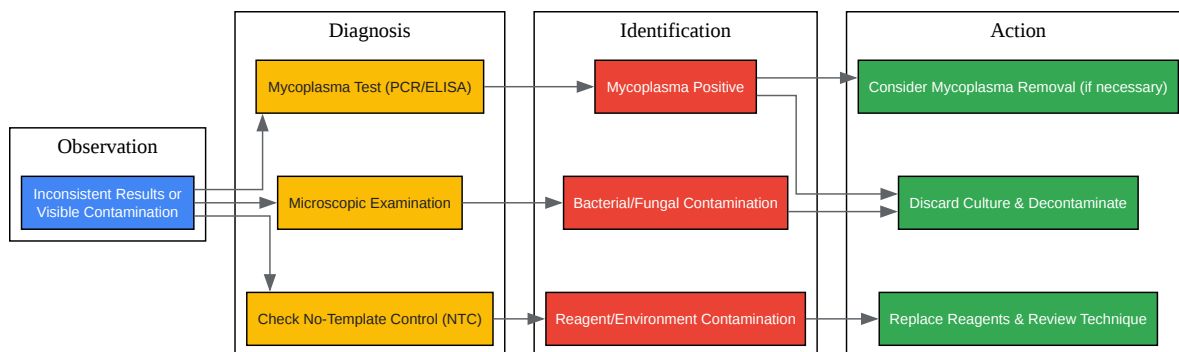 Observation
Inconsistent Results or
Visible Contamination
Diagnosis
Mycoplasma Test (PCR/ELISA)
Microscopic Examination
Check No-Template Control (NTC)
Identification
Mycoplasma Positive
Bacterial/Fungal Contamination
Reagent/Environment Contamination
Action
Consider Mycoplasma Removal (if necessary)
Discard Culture & Decontaminate
Replace Reagents & Review Technique